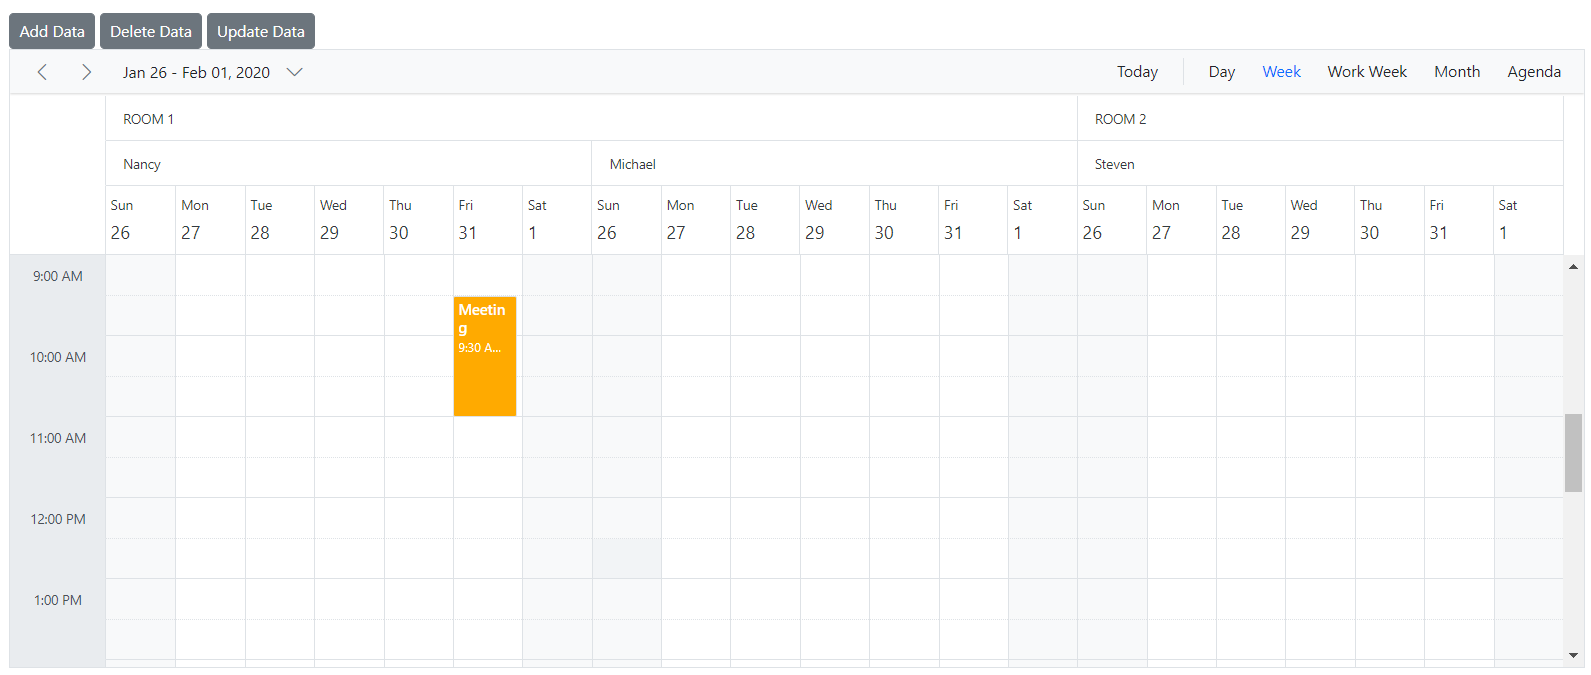 Add Data Delete Data Update Data
Jan 26 - Feb 01, 2020 Today Day Week Work Week Month Agenda
ROOM 1 ROOM 2
Nancy Michael Steven
Sun Mon Tue Wed Thu Fri Sat Sun Mon Tue Wed Thu Fri Sat Sun Mon Tue Wed Thu Fri Sat
26 27 28 29 30 31 1 26 27 28 29 30 31 1 26 27 28 29 30 31 1
9:00 AM
Meetin
g
9:30 A...
10:00 AM
11:00 AM
12:00 PM
1:00 PM